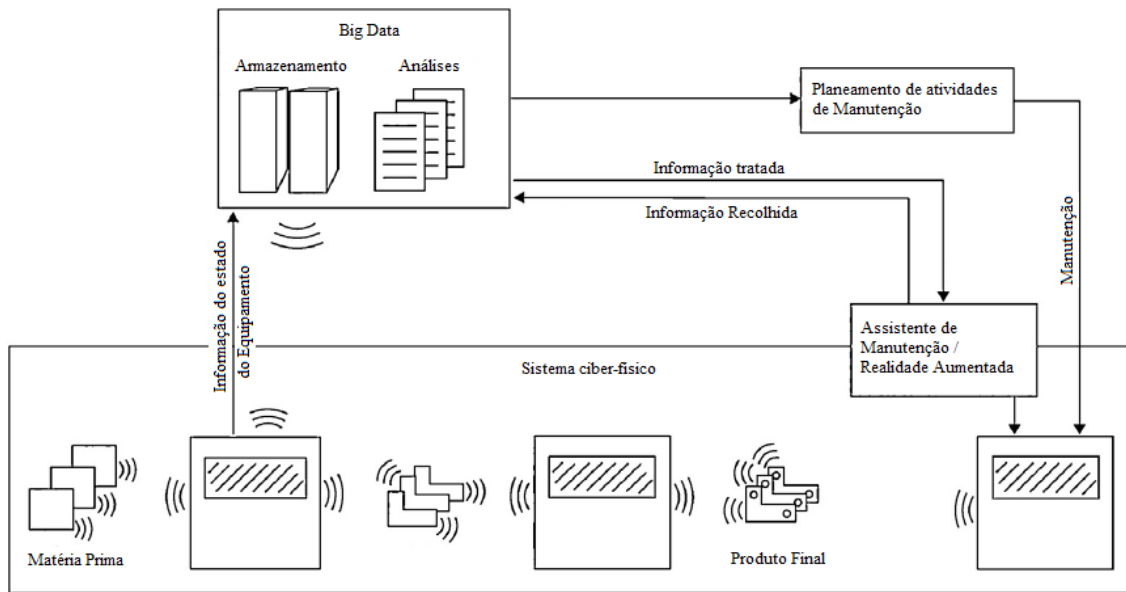 Big Data
Armazenamento
Análises
Planeamento de atividades
de Manutenção
Informação tratada
Informação Recolhida
Manutenção
Informação do estado
do Equipamento
Assistente de
Manutenção /
Realidade Aumentada
Sistema ciber-físico
Matéria Prima
Produto Final